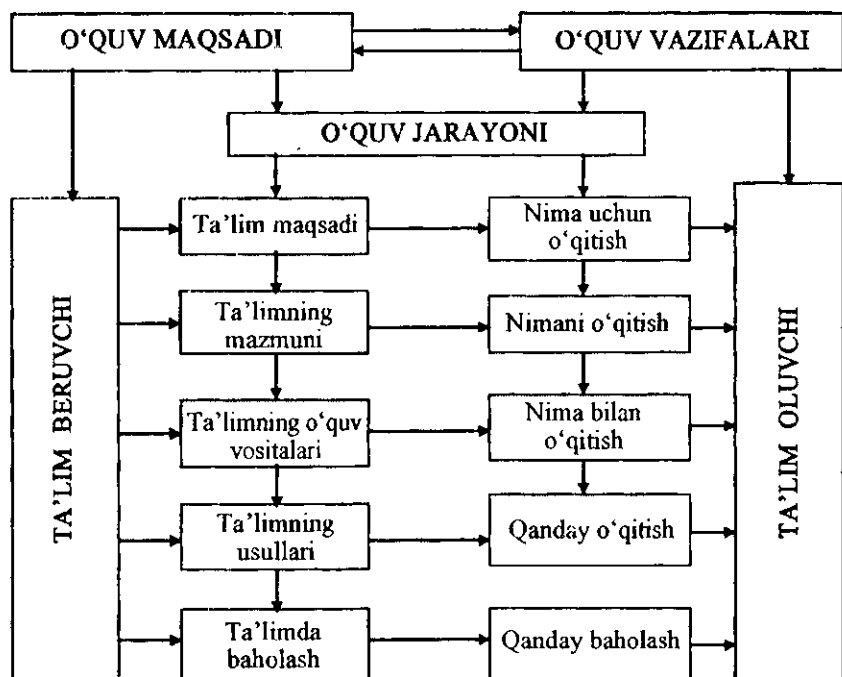 O‘QUV MAQSADI
O‘QUV VAZIFALARI
O‘QUV JARAYONI
TA’LIM BERUVCHI
Ta’lim maqsadi
Nima uchun
o‘qitish
Ta’limning
mazmuni
Nimani o‘qitish
Ta’limning o‘quv
vositalari
Nima bilan
o‘qitish
Ta’limning
usullari
Qanday o‘qitish
Ta’limda
baholash
Qanday baholash
TA’LIM OLUVCHI